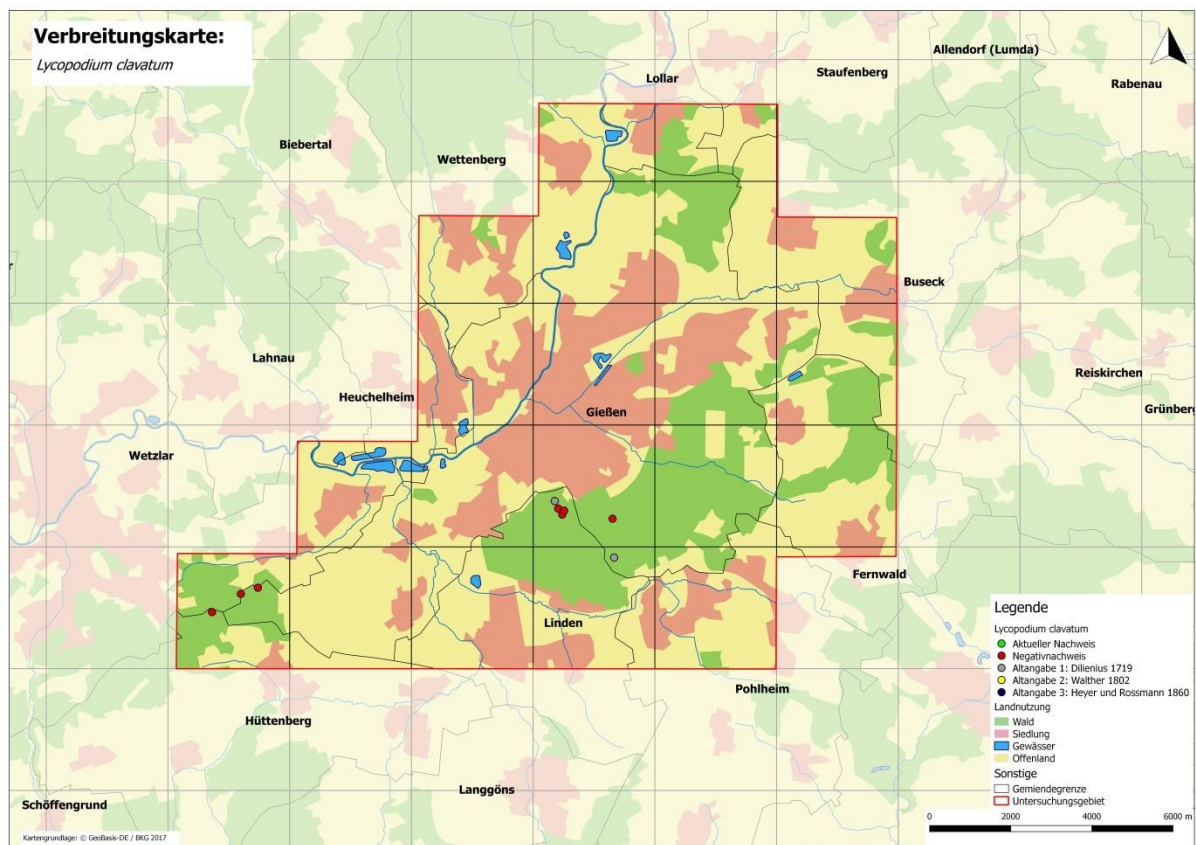 Verbreitungskarte:
Lycopodium clavatum
Allendorf (Lumda)
Staufenberg
Lollar
Rabenau
Biebertal
Wettenberg
Buseck
Lahnau
Reiskirchen
Heuchelheim
Grünberg
Gießen
Wetzlar
Fernwald
Linden
Pohlheim
Hüttenberg
Langgöns
Schöffengrund
Legende
Lycopodium clavatum
Aktueller Nachweis
Negativnachweis
Altangabe 1: Dillenius 1719
Altangabe 2: Walther 1802
Altangabe 3: Heyer und Rossmann 1860
Landnutzung
Wald
Siedlung
Gewässer
Offenland
Sonstige
Gemiendegrenze
Untersuchungsgebiet
0 2000 4000 6000 m
Kartengrundlage: © GeoBasis-DE / BKG 2017